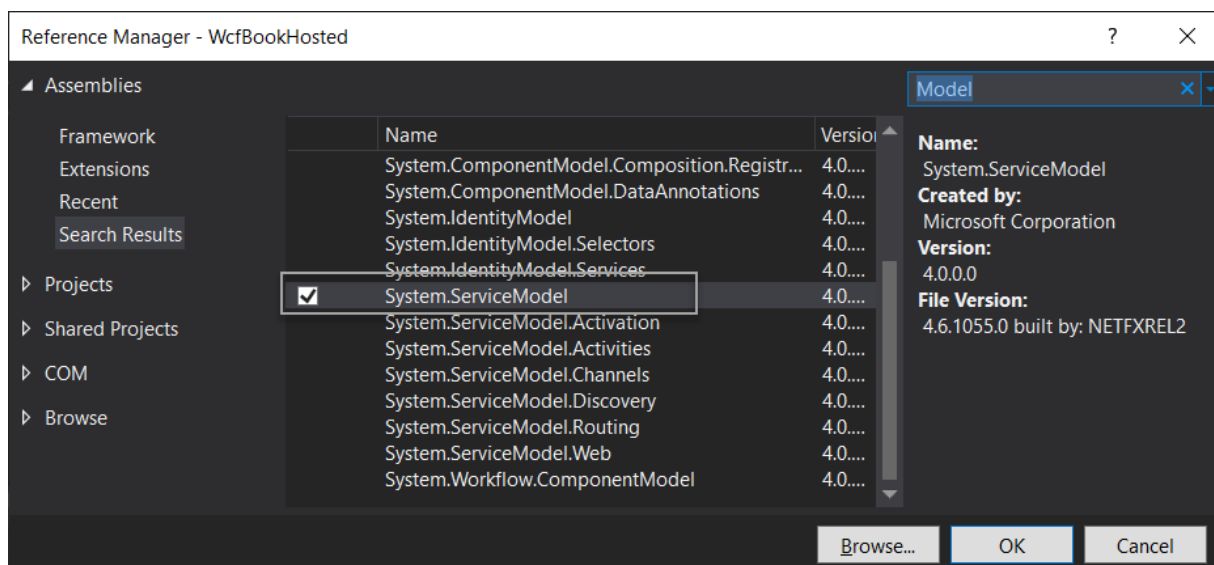 Reference Manager - WcfBookHosted
?
Assemblies
Framework
Extensions
Recent
Search Results
Projects
Shared Projects
COM
Browse
Name Version
System.ComponentModel.Composition.Registr... 4.0....
System.ComponentModel.DataAnnotations 4.0....
System.IdentityModel 4.0....
System.IdentityModel.Selectors 4.0....
System.IdentityModel.Services 4.0....
System.ServiceModel 4.0....
System.ServiceModel.Activation 4.0....
System.ServiceModel.Activities 4.0....
System.ServiceModel.Channels 4.0....
System.ServiceModel.Discovery 4.0....
System.ServiceModel.Routing 4.0....
System.ServiceModel.Web 4.0....
System.Workflow.ComponentModel 4.0....
Model
Name:
System.ServiceModel
Created by:
Microsoft Corporation
Version:
4.0.0.0
File Version:
4.6.1055.0 built by: NETFXREL2
Browse... OK Cancel